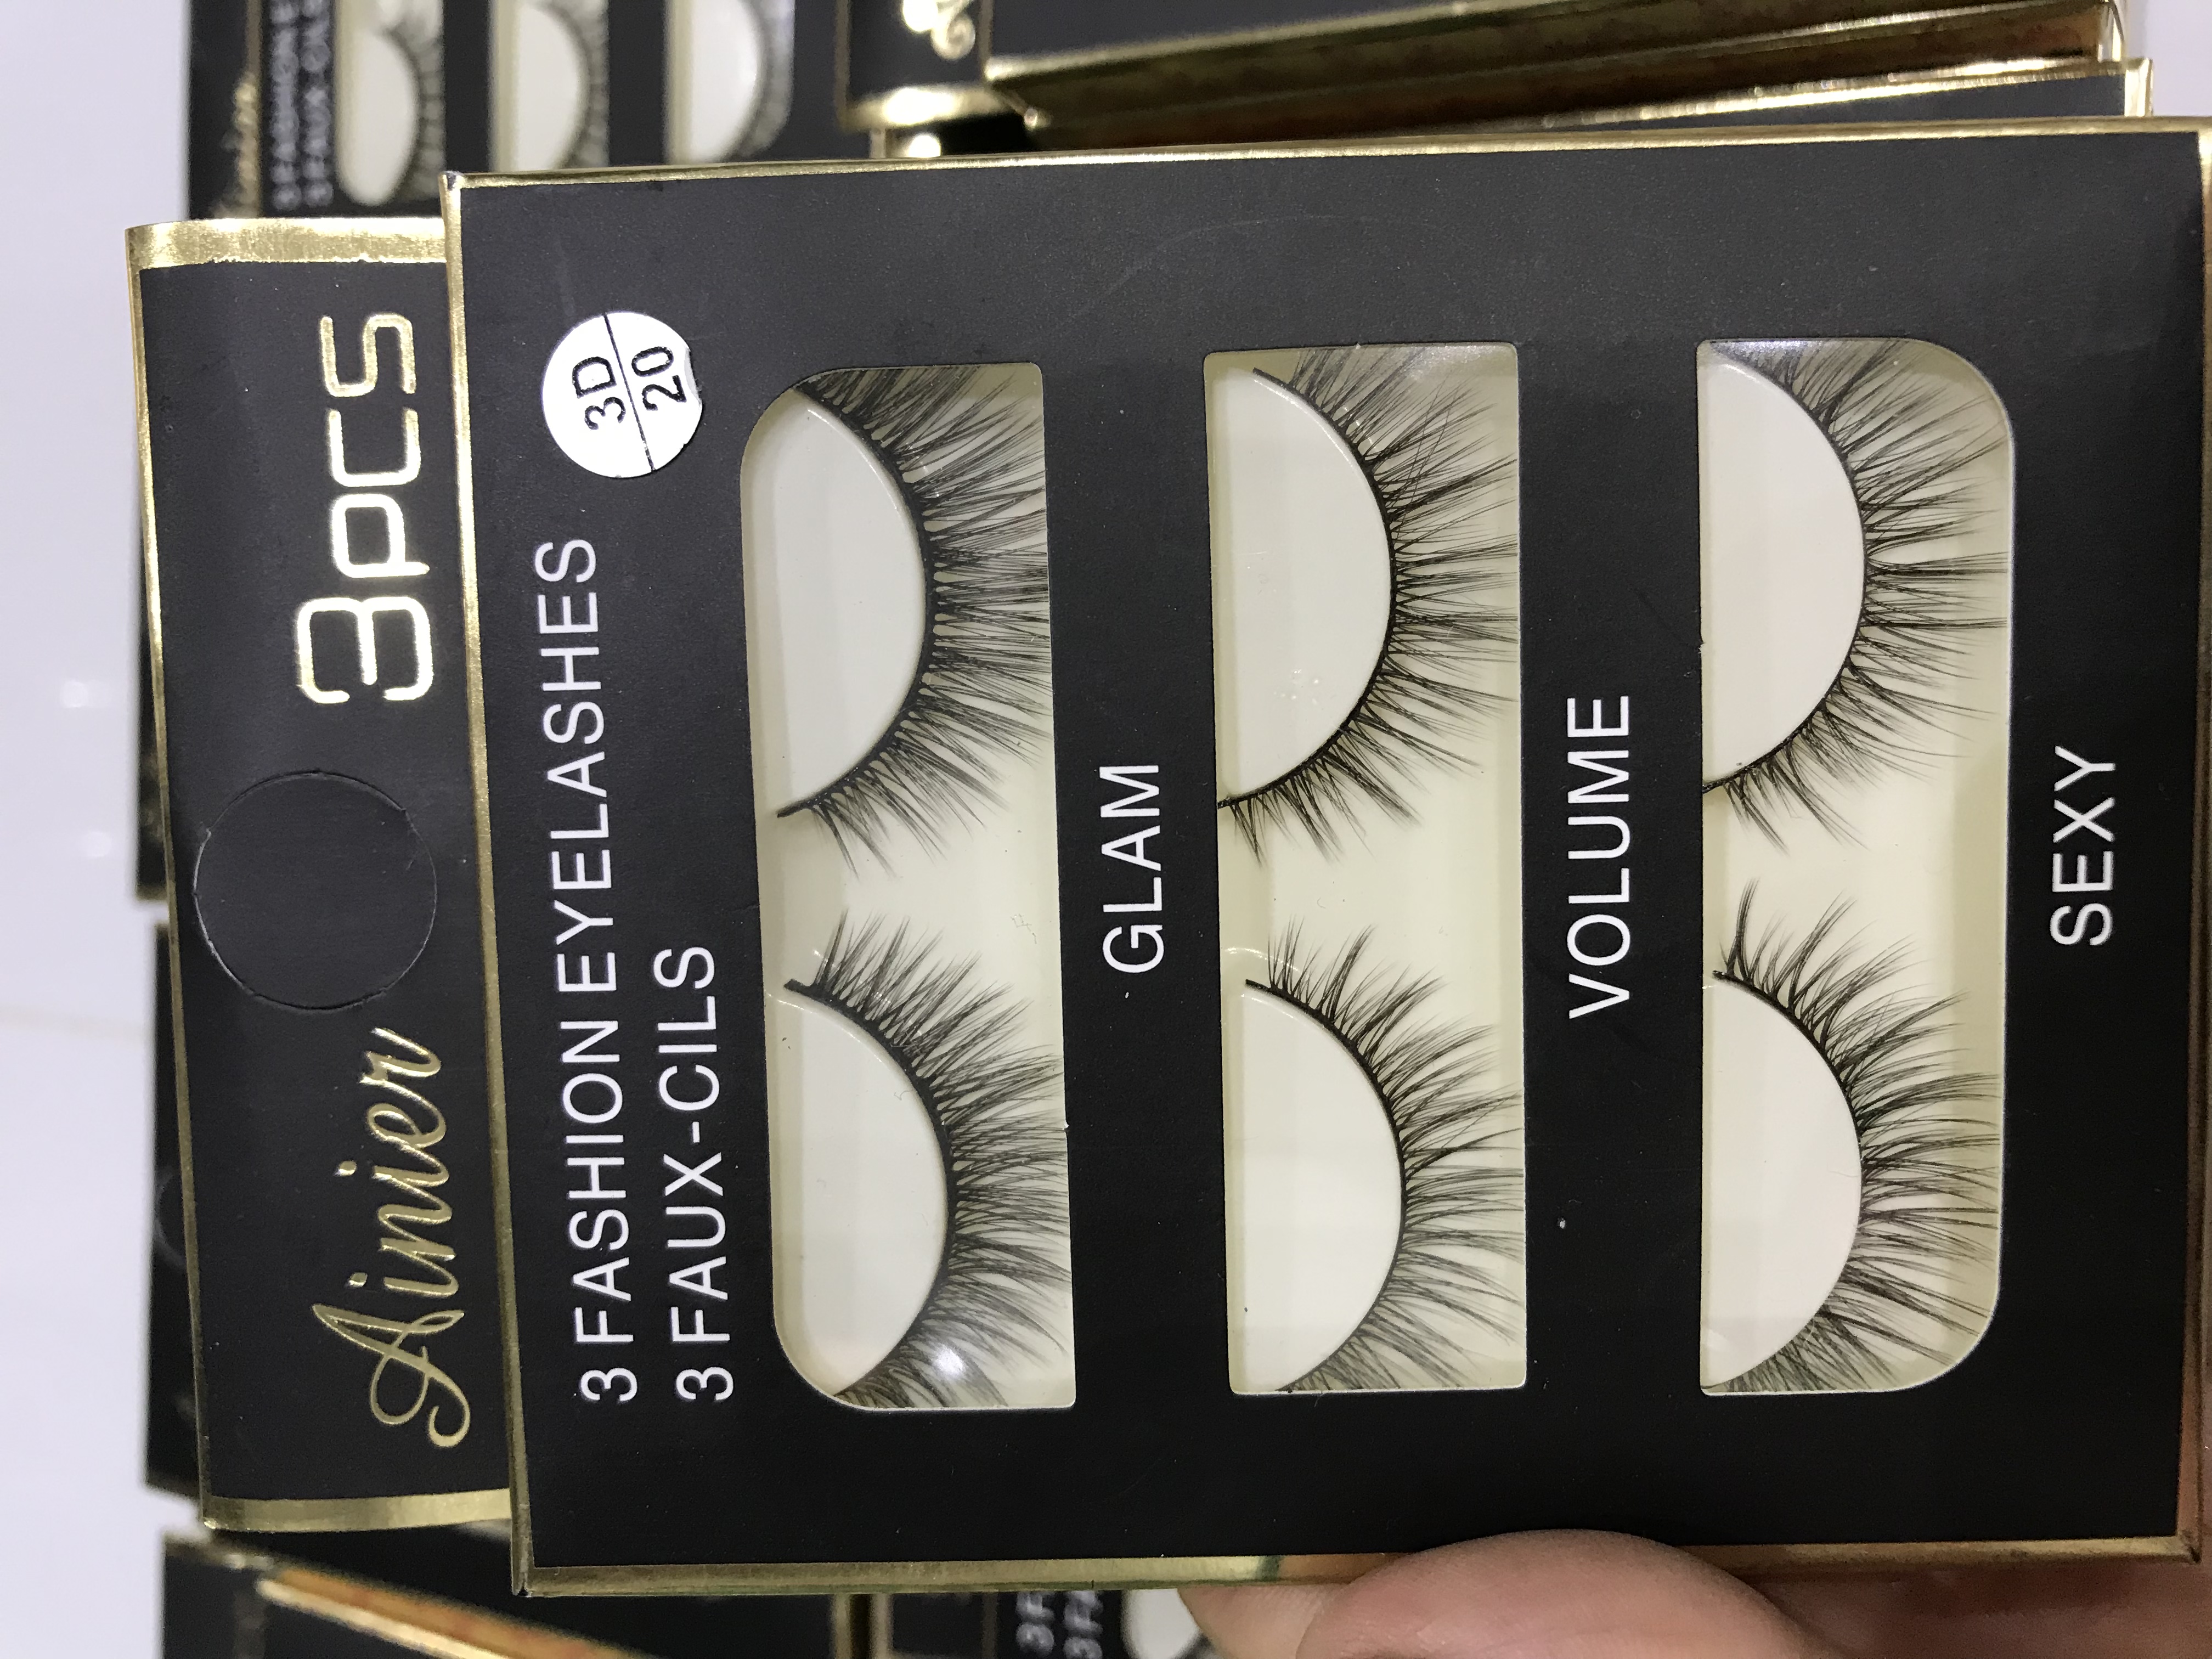 Ainier 3PCS
3 FASHION EYELASHES
3 FAUX-CILS
3D
20
GLAM
VOLUME
SEXY